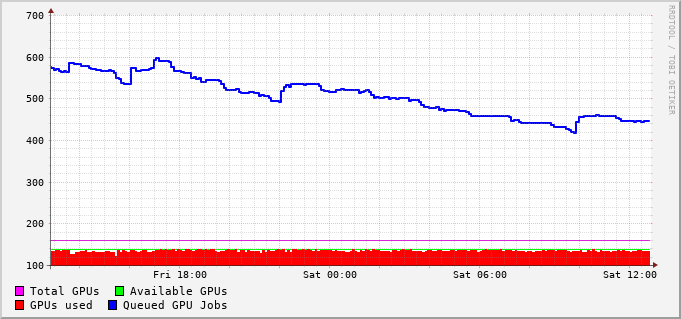 700
600
500
400
300
200
100
Fri 18:00 Sat 00:00 Sat 06:00 Sat 12:00
Total GPUs Available GPUs
GPUs used Queued GPU Jobs
RRDTOOL / TOBI OETIKER